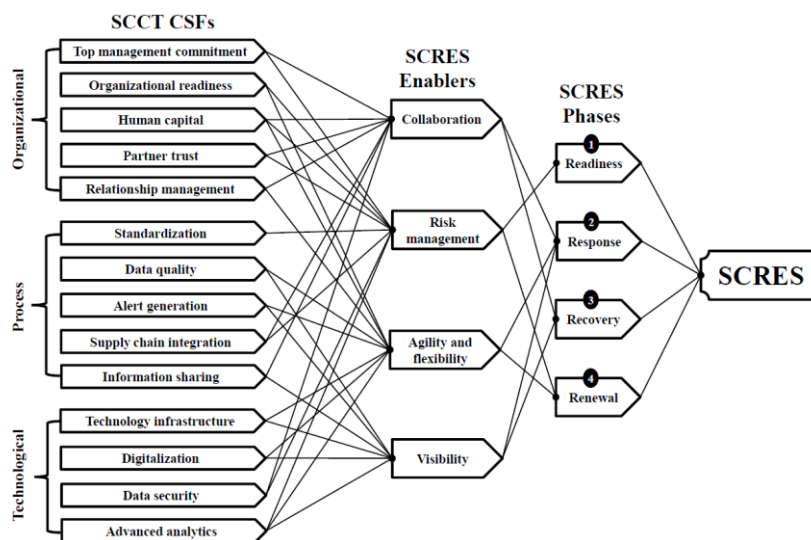 SCCT CSFs
Organizational
Top management commitment
Organizational readiness
Human capital
Partner trust
Relationship management
Process
Standardization
Data quality
Alert generation
Supply chain integration
Information sharing
Technological
Technology infrastructure
Digitalization
Data security
Advanced analytics
SCRES
Enablers
Collaboration
Risk
management
Agility and
flexibility
Visibility
SCRES
Phases
1
Readiness
2
Response
3
Recovery
4
Renewal
SCRES